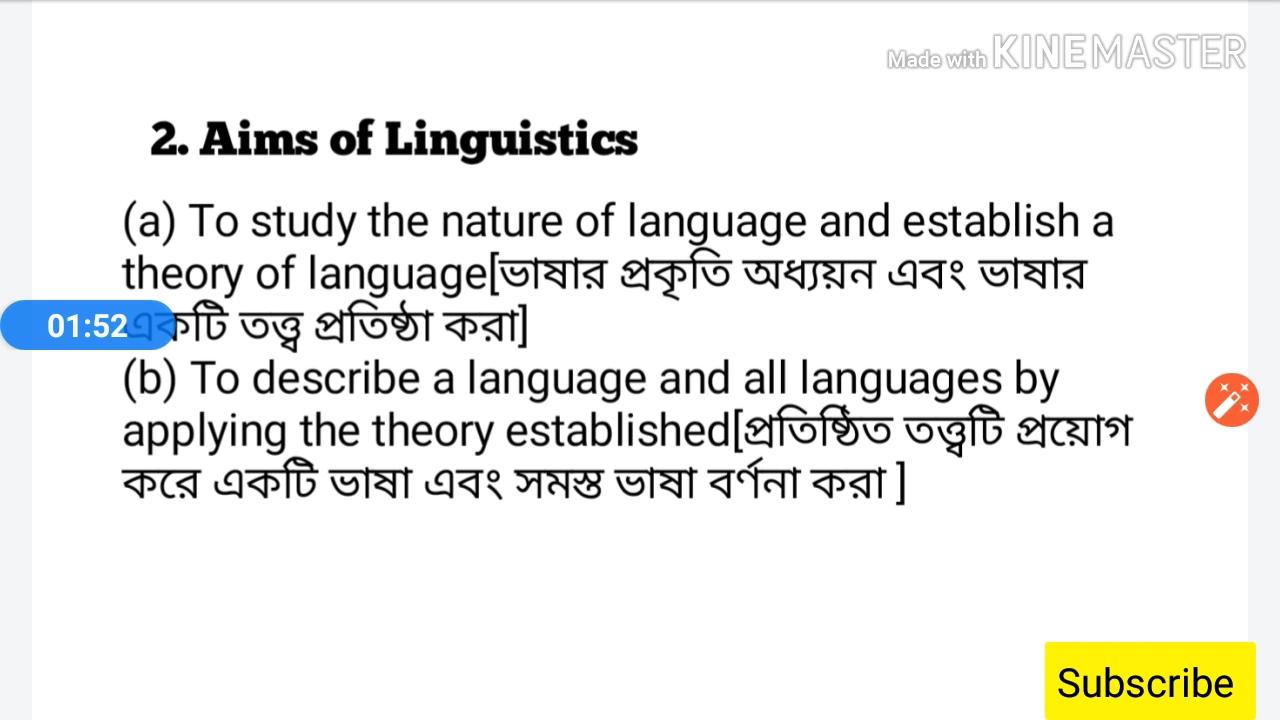 Made with KINEMASTER
2. Aims of Linguistics
(a) To study the nature of language and establish a
theory of language[ভাষার প্রকৃতি অধ্যয়ন এবং ভাষার
01:52
একটি তত্ত্ব প্রতিষ্ঠা করা]
(b) To describe a language and all languages by
applying the theory established[প্রতিষ্ঠিত তত্ত্বটি প্রয়োগ
করে একটি ভাষা এবং সমস্ত ভাষা বর্ণনা করা ]
Subscribe